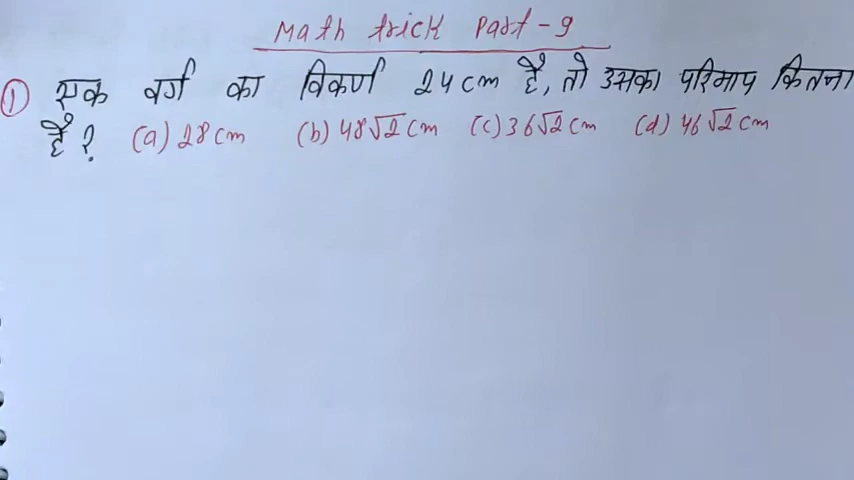 Math trick Part-9
① एक वर्ग का विकर्ण 24cm है, तो उसका परिमाप कितना
है? (a) 28cm (b) 48√2cm (c) 36√2cm (d) 46√2cm